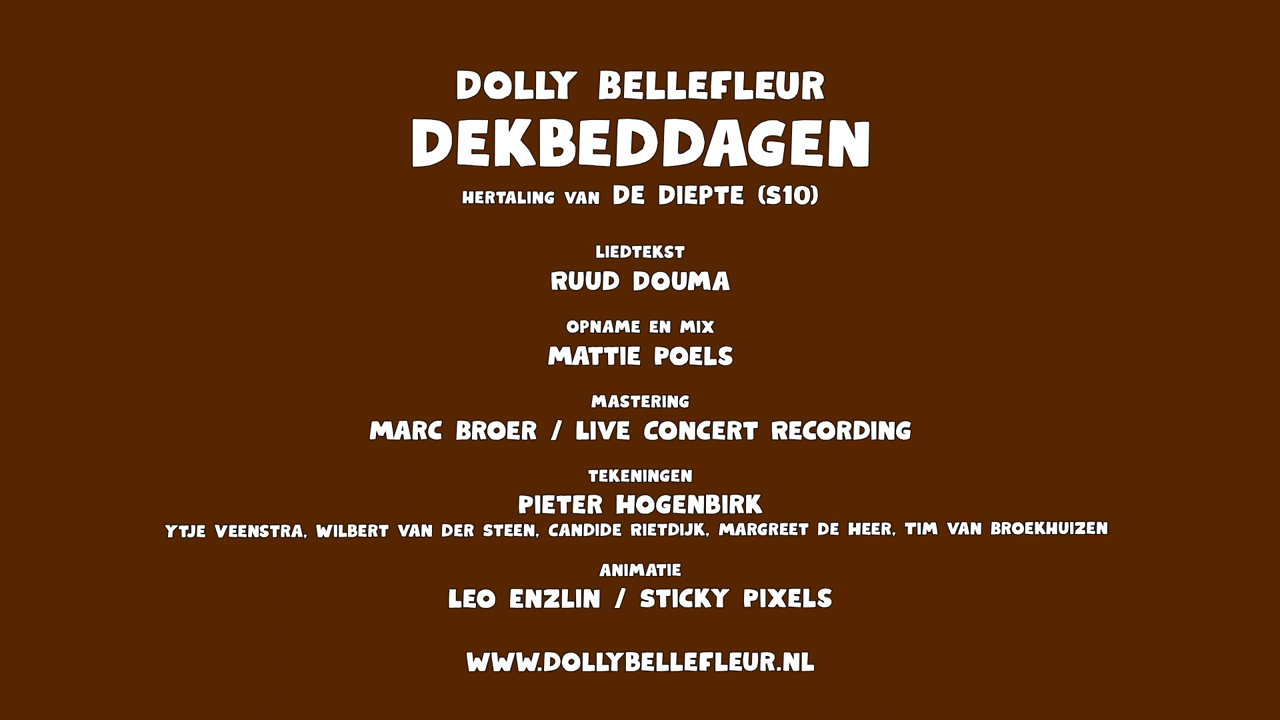 DOLLY BELLEFLEUR
DEKBEDDAGEN
HERTALING VAN DE DIEPTE (S10)
LIEDTEKST
RUUD DOUMA
OPNAME EN MIX
MATTIE POELS
MASTERING
MARC BROER / LIVE CONCERT RECORDING
TEKENINGEN
PIETER HOGENBIRK
YTJE VEENSTRA, WILBERT VAN DER STEEN, CANDIDE RIETDIJK, MARGREET DE HEER, TIM VAN BROEKHUIZEN
ANIMATIE
LEO ENZLIN / STICKY PIXELS
WWW.DOLLYBELLEFLEUR.NL